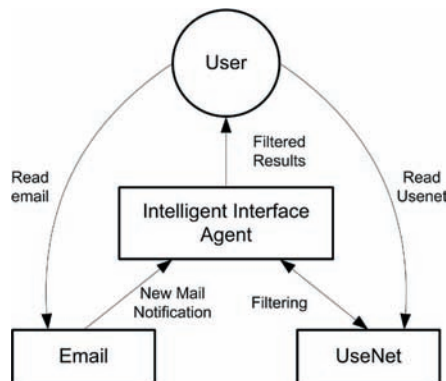 User
Filtered
Results
Read
email
Read
Usenet
Intelligent Interface
Agent
New Mail
Notification
Filtering
Email
UseNet